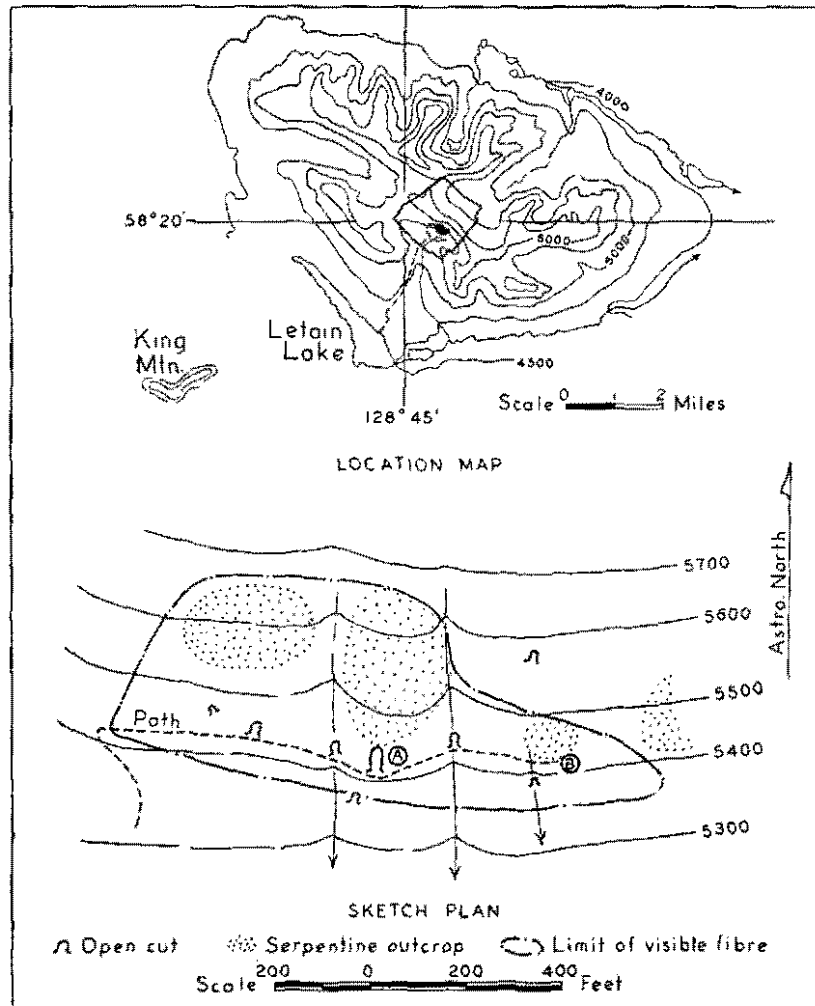 4000
58° 20'
5000
5000
King
Mtn.
Letain
Lake
4500
128° 45'
Scale 0 1 2 Miles
LOCATION MAP
Astro. North
5700
5600
5500
Path
A
B
5400
5300
SKETCH PLAN
Open cut Serpentine outcrop Limit of visible fibre
Scale 200 0 200 400 Feet